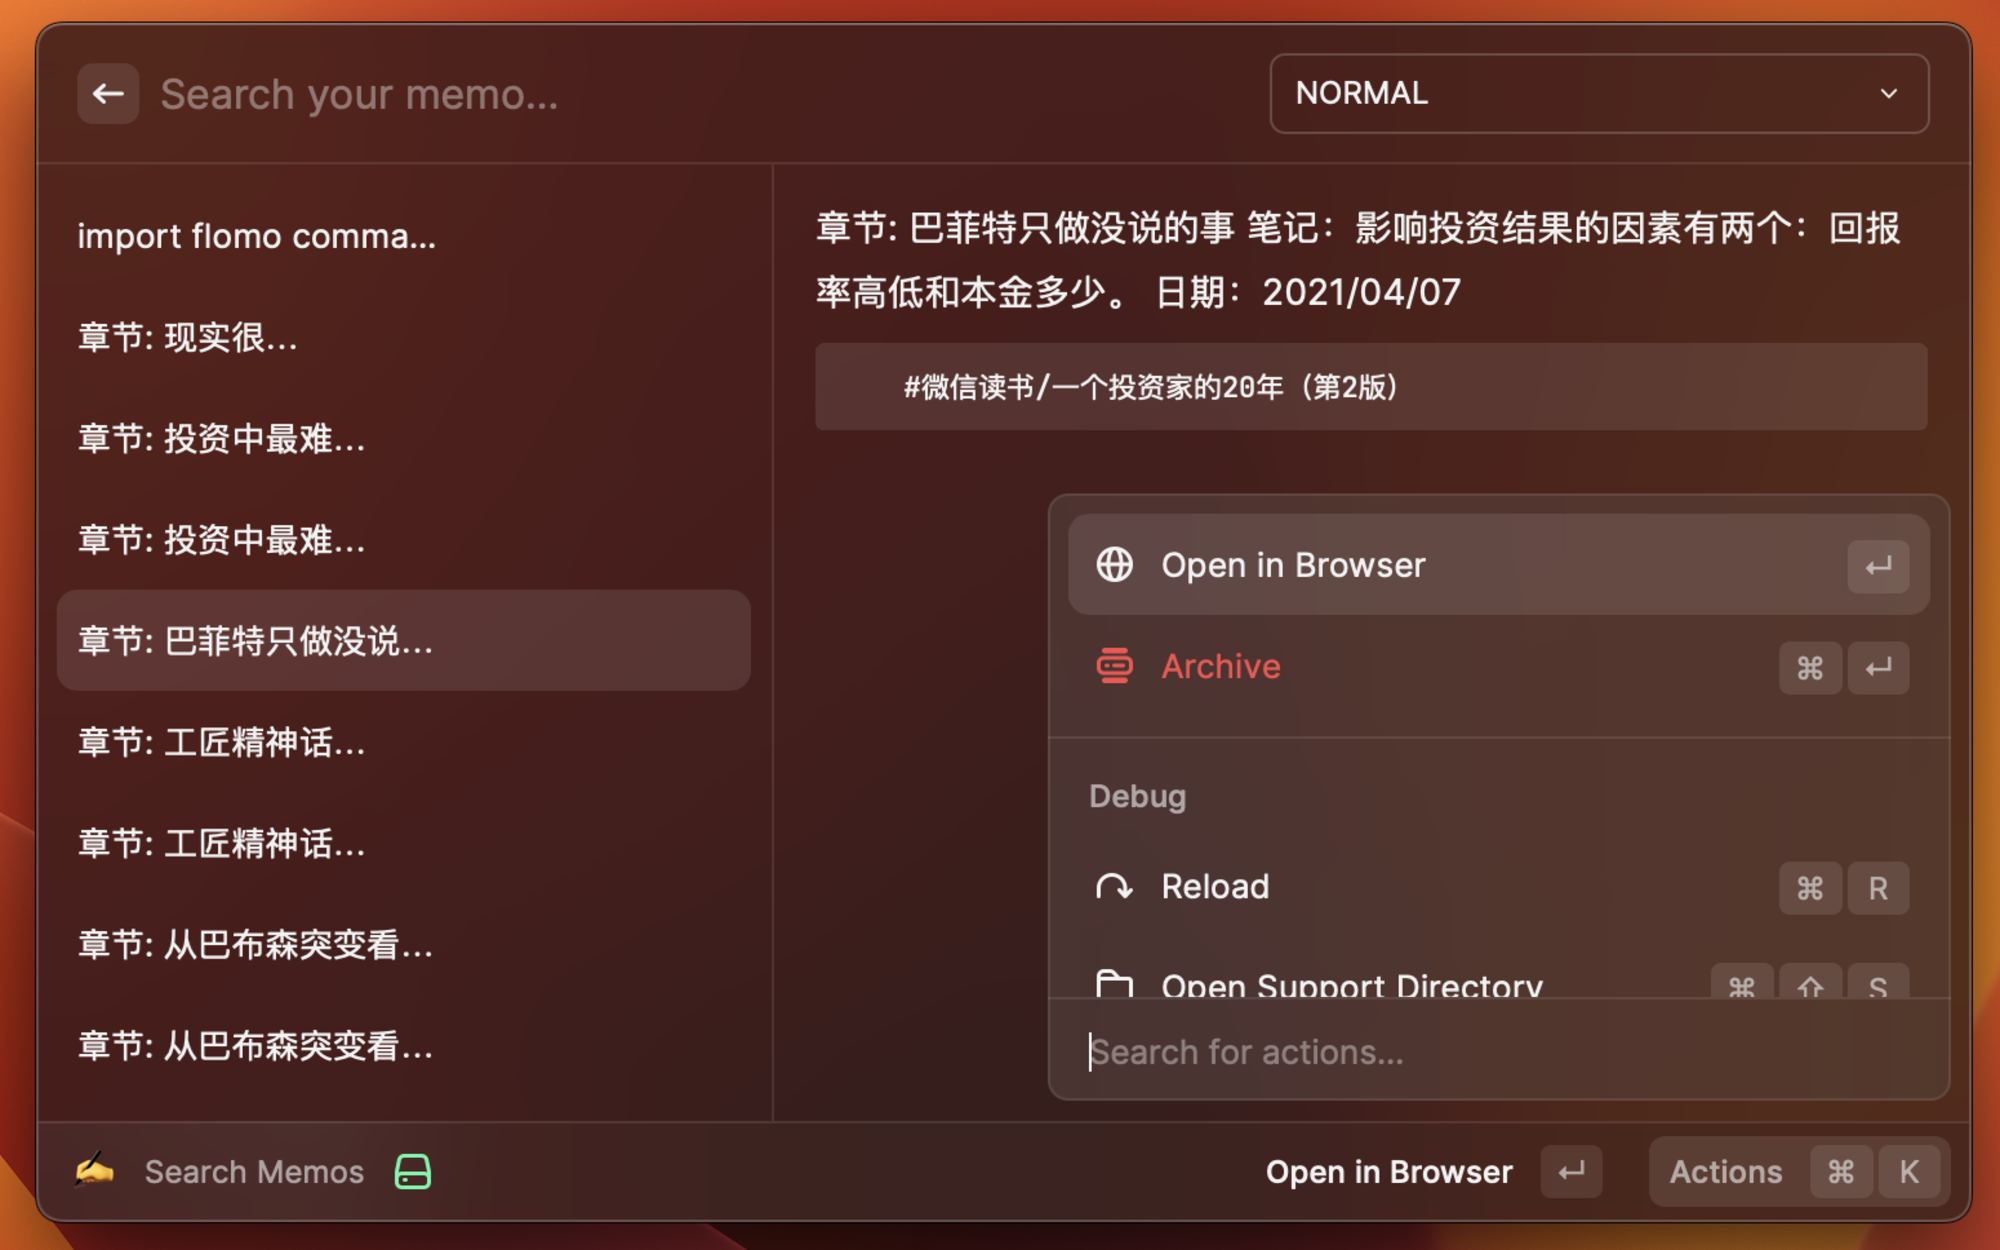 Search your memo...
NORMAL
import flomo comma...
章节: 现实很...
章节: 投资中最难...
章节: 投资中最难...
章节: 巴菲特只做没说...
章节: 工匠精神话...
章节: 工匠精神话...
章节: 从巴布森突变看...
章节: 从巴布森突变看...
章节: 巴菲特只做没说的事 笔记：影响投资结果的因素有两个：回报
率高低和本金多少。 日期：2021/04/07
#微信读书/一个投资家的20年（第2版）
Open in Browser ↵
Archive ⌘ ↵
Debug
Reload ⌘ R
Open Support Directory ⌘ ⇧ S
Search for actions...
Search Memos
Open in Browser ↵
Actions ⌘ K